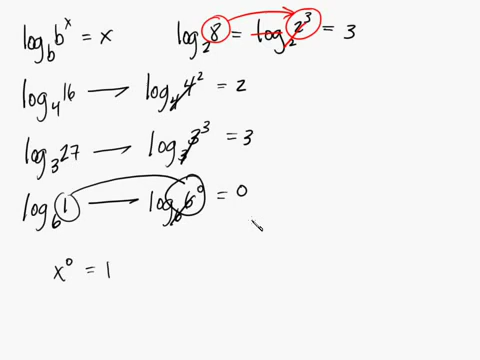 log_b b^x = x    log_2 8 = log_2 2^3 = 3
log_4 16 → log_4 4^2 = 2
log_3 27 → log_3 3^3 = 3
log_6 1 → log_6 6^0 = 0
x^0 = 1